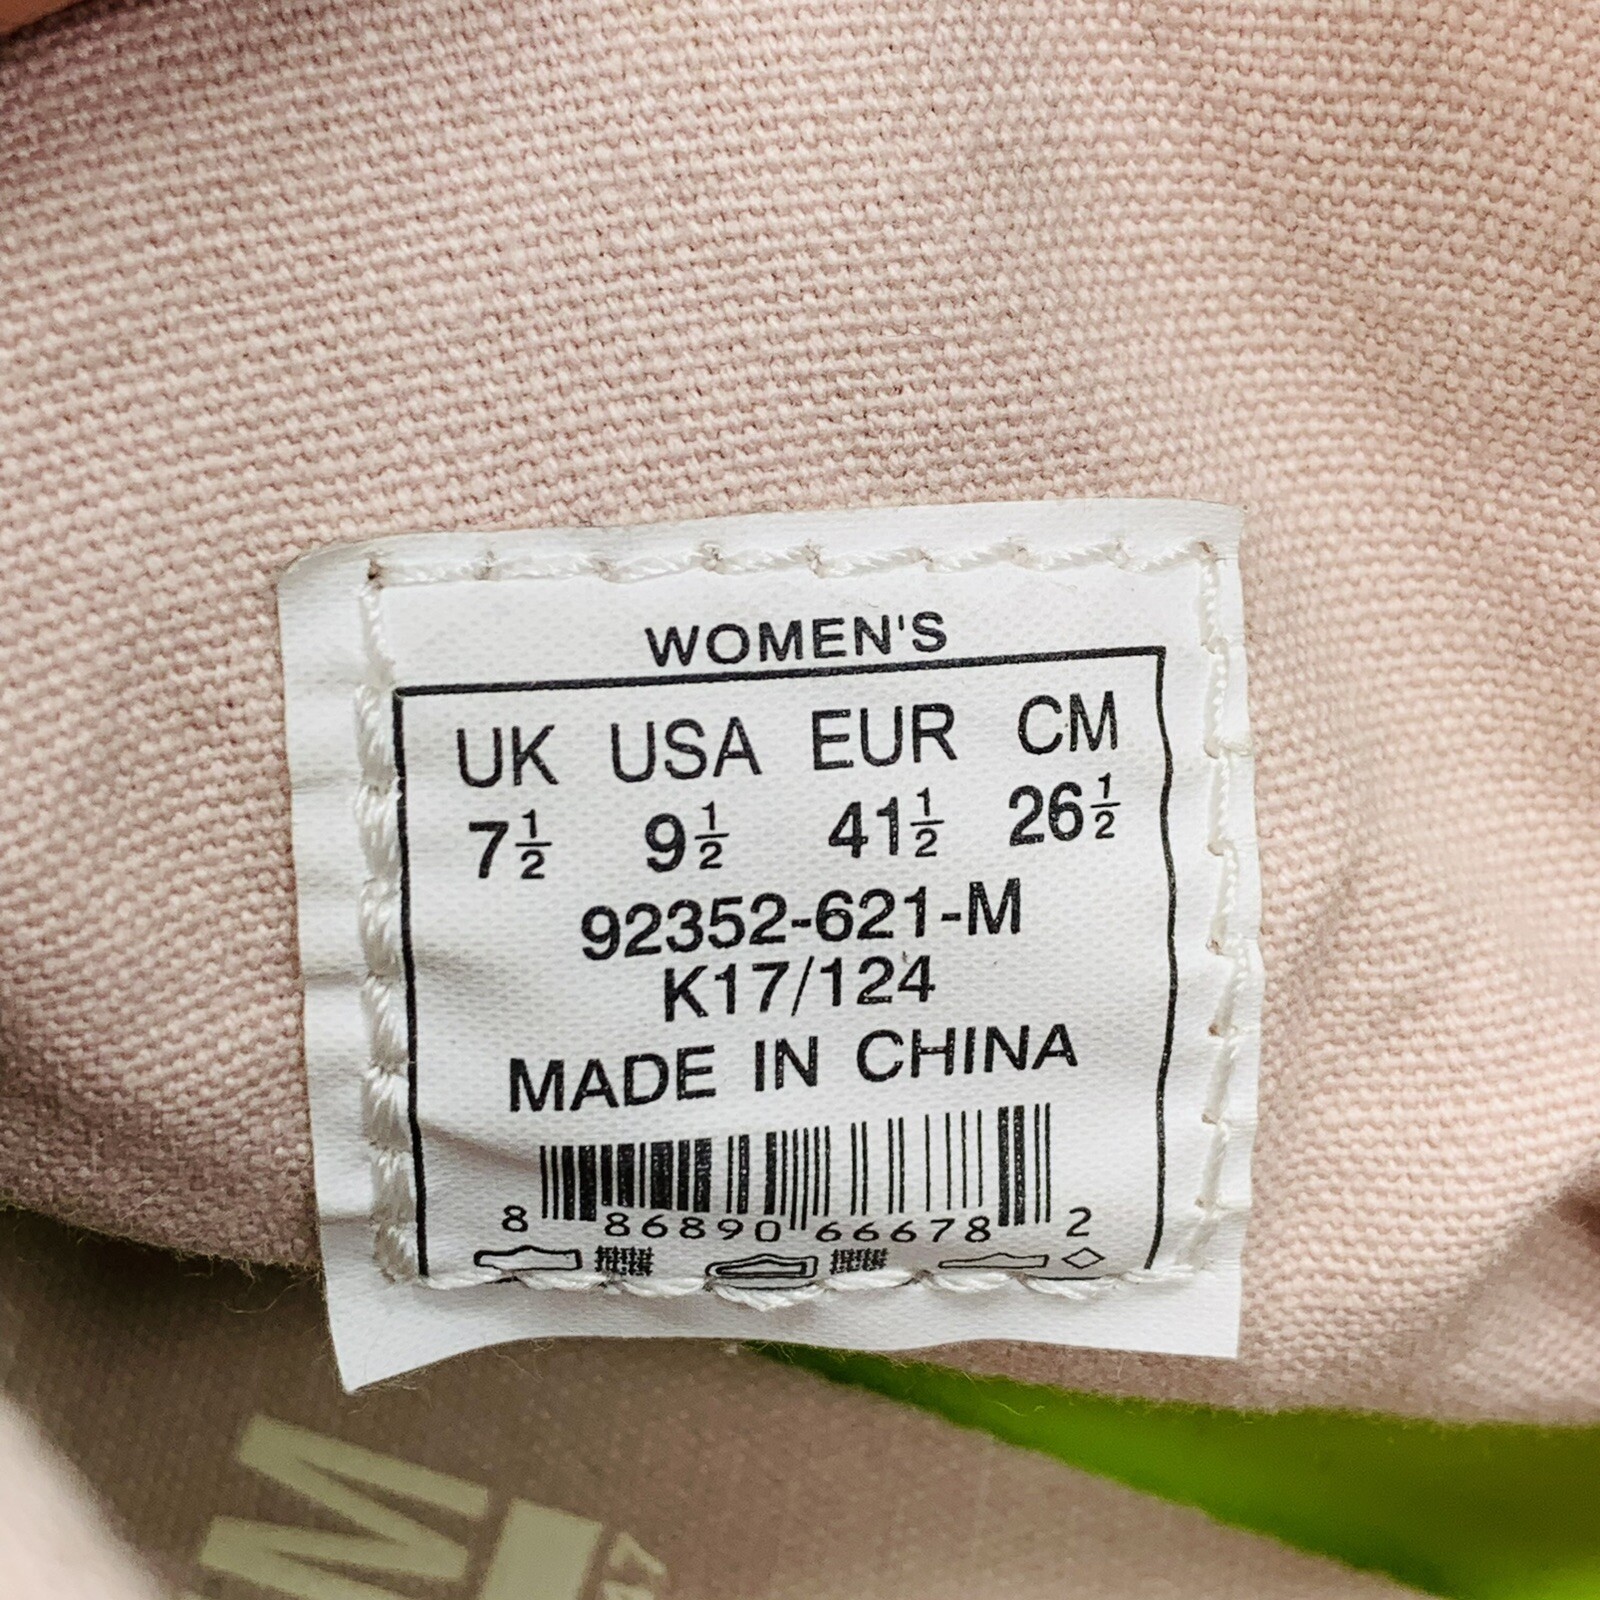 WOMEN'S
UK USA EUR CM
7½ 9½ 41½ 26½
92352-621-M
K17/124
MADE IN CHINA
8 86890 66678 2